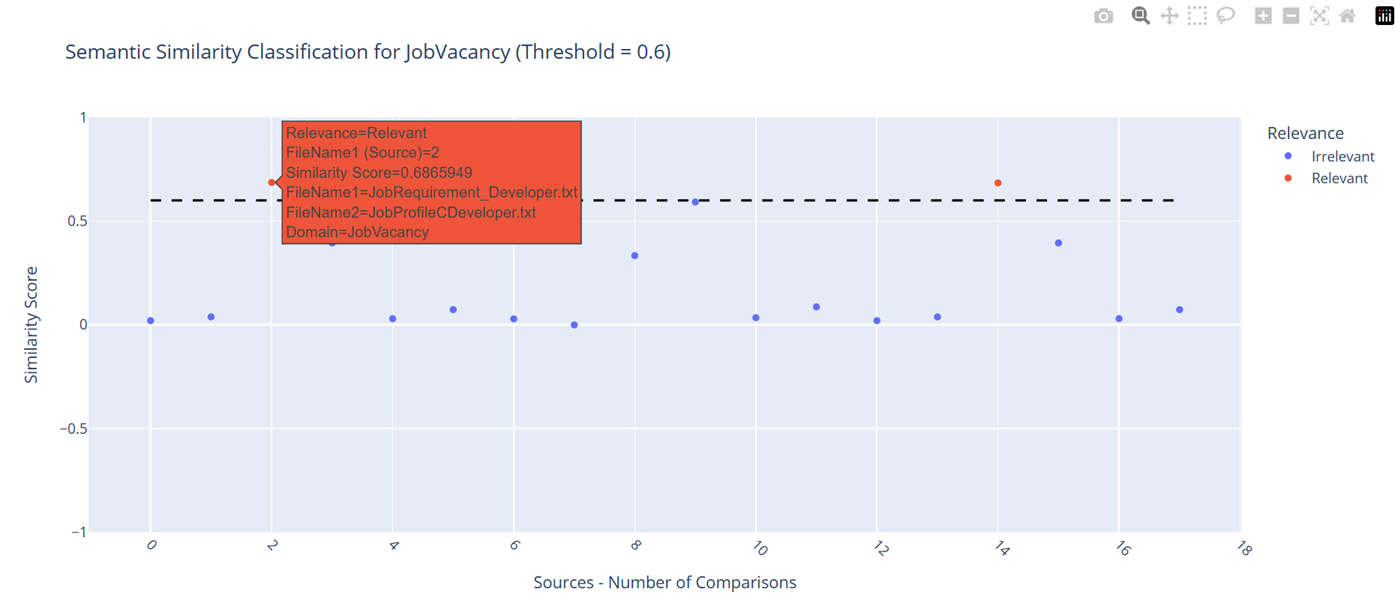 Semantic Similarity Classification for JobVacancy (Threshold = 0.6)
Relevance
Irrelevant
Relevant
Relevance=Relevant
FileName1 (Source)=2
Similarity Score=0.6865949
FileName1=JobRequirement_Developer.txt
FileName2=JobProfileCDeveloper.txt
Domain=JobVacancy
1
0.5
0
−0.5
−1
Similarity Score
0 2 4 6 8 10 12 14 16 18
Sources - Number of Comparisons